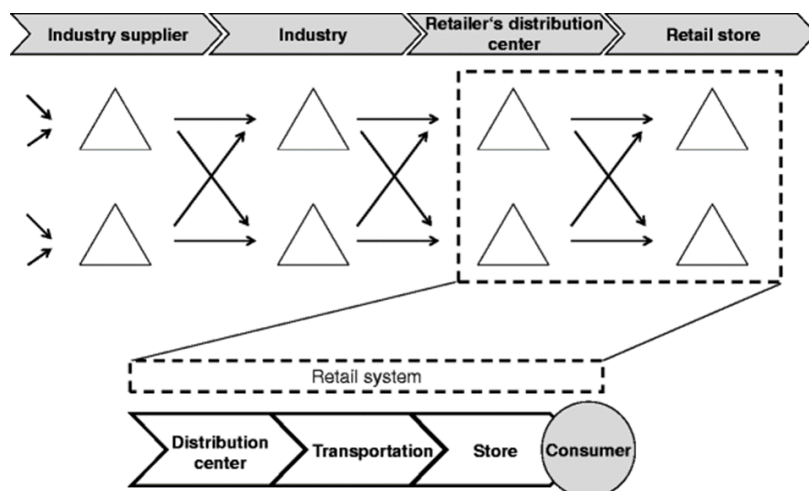 Industry supplier
Industry
Retailer‘s distribution
center
Retail store
Retail system
Distribution
center
Transportation
Store
Consumer